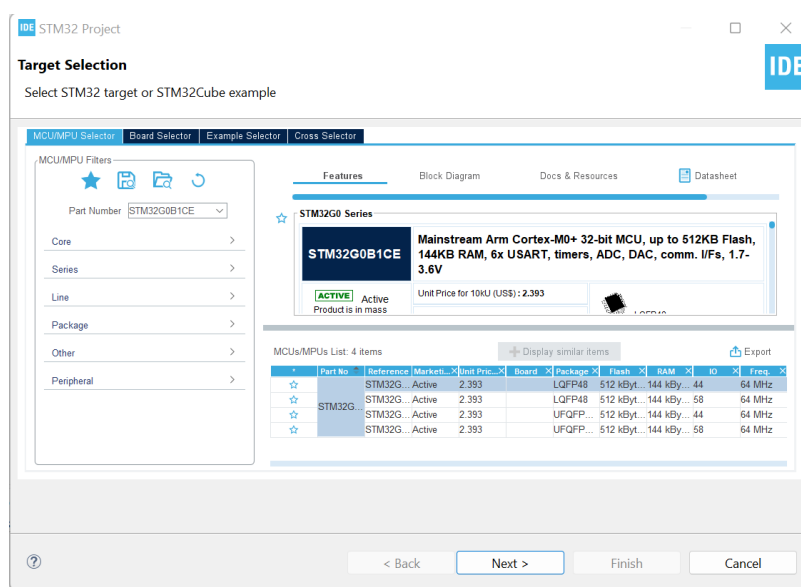 IDE STM32 Project
Target Selection
IDE
Select STM32 target or STM32Cube example
MCU/MPU Selector Board Selector Example Selector Cross Selector
MCU/MPU Filters
Features Block Diagram Docs & Resources Datasheet
Part Number STM32G0B1CE
STM32G0 Series
Core
Series
Line
Package
Other
Peripheral
STM32G0B1CE
Mainstream Arm Cortex-M0+ 32-bit MCU, up to 512KB Flash,
144KB RAM, 6x USART, timers, ADC, DAC, comm. I/Fs, 1.7-
3.6V
ACTIVE Active
Product is in mass
Unit Price for 10kU (US$) : 2.393
LQFP48
MCUs/MPUs List: 4 items + Display similar items Export
* Part No Reference Marketi... Unit Pric... Board Package Flash RAM IO Freq.
STM32G... Active 2.393 LQFP48 512 kByt... 144 kBy... 44 64 MHz
STM32G... Active 2.393 LQFP48 512 kByt... 144 kBy... 58 64 MHz
STM32G...
STM32G... Active 2.393 UFQFP... 512 kByt... 144 kBy... 44 64 MHz
STM32G... Active 2.393 UFQFP... 512 kByt... 144 kBy... 58 64 MHz
? < Back Next > Finish Cancel